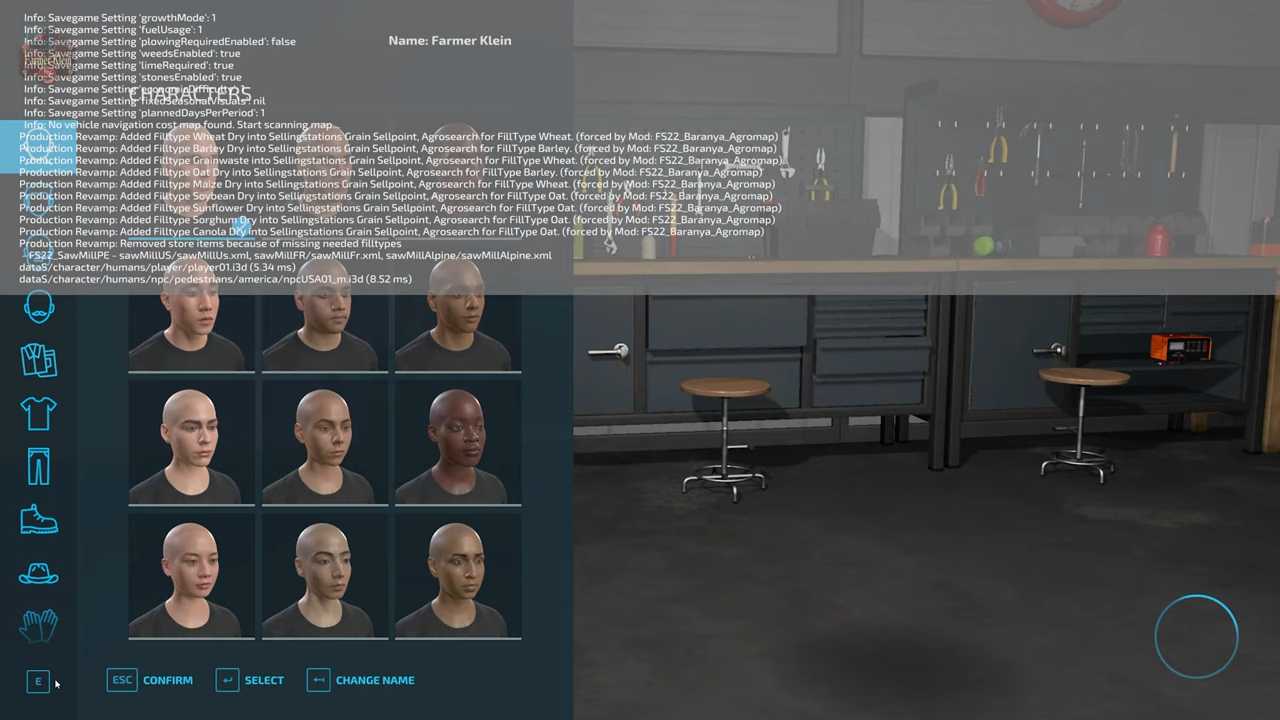 Info: Savegame Setting 'growthMode': 1
Info: Savegame Setting 'fuelUsage': 1
Info: Savegame Setting 'plowingRequiredEnabled': false
Name: Farmer Klein
Info: Savegame Setting 'weedsEnabled': true
Info: Savegame Setting 'limeRequired': true
Farmer Klein
Info: Savegame Setting 'stonesEnabled': true
Info: Savegame Setting 'economicDifficulty': 1
CHARACTERS
Info: Savegame Setting 'fixedSeasonalVisuals': nil
Info: Savegame Setting 'plannedDaysPerPeriod': 1
Info: No vehicle navigation cost map found. Start scanning map...
Production Revamp: Added Filltype Wheat Dry into Sellingstations Grain Sellpoint, Agrosearch for FillType Wheat. (forced by Mod: FS22_Baranya_Agromap)
Production Revamp: Added Filltype Barley Dry into Sellingstations Grain Sellpoint, Agrosearch for FillType Barley. (forced by Mod: FS22_Baranya_Agromap)
Production Revamp: Added Filltype Grainwaste into Sellingstations Grain Sellpoint, Agrosearch for FillType Wheat. (forced by Mod: FS22_Baranya_Agromap)
Production Revamp: Added Filltype Oat Dry into Sellingstations Grain Sellpoint, Agrosearch for FillType Barley. (forced by Mod: FS22_Baranya_Agromap)
Production Revamp: Added Filltype Maize Dry into Sellingstations Grain Sellpoint, Agrosearch for FillType Wheat. (forced by Mod: FS22_Baranya_Agromap)
Production Revamp: Added Filltype Soybean Dry into Sellingstations Grain Sellpoint, Agrosearch for FillType Oat. (forced by Mod: FS22_Baranya_Agromap)
Production Revamp: Added Filltype Sunflower Dry into Sellingstations Grain Sellpoint, Agrosearch for FillType Oat. (forced by Mod: FS22_Baranya_Agromap)
Production Revamp: Added Filltype Sorghum Dry into Sellingstations Grain Sellpoint, Agrosearch for FillType Oat. (forced by Mod: FS22_Baranya_Agromap)
Production Revamp: Added Filltype Canola Dry into Sellingstations Grain Sellpoint, Agrosearch for FillType Oat. (forced by Mod: FS22_Baranya_Agromap)
Production Revamp: Removed store items because of missing needed filltypes
FS22_SawMillPE - sawMillUS/sawMillUs.xml, sawMillFR/sawMillFr.xml, sawMillAlpine/sawMillAlpine.xml
dataS/character/humans/player/player01.i3d (5.34 ms)
dataS/character/humans/npc/pedestrians/america/npcUSA01_m.i3d (8.52 ms)
E
ESC CONFIRM SELECT CHANGE NAME